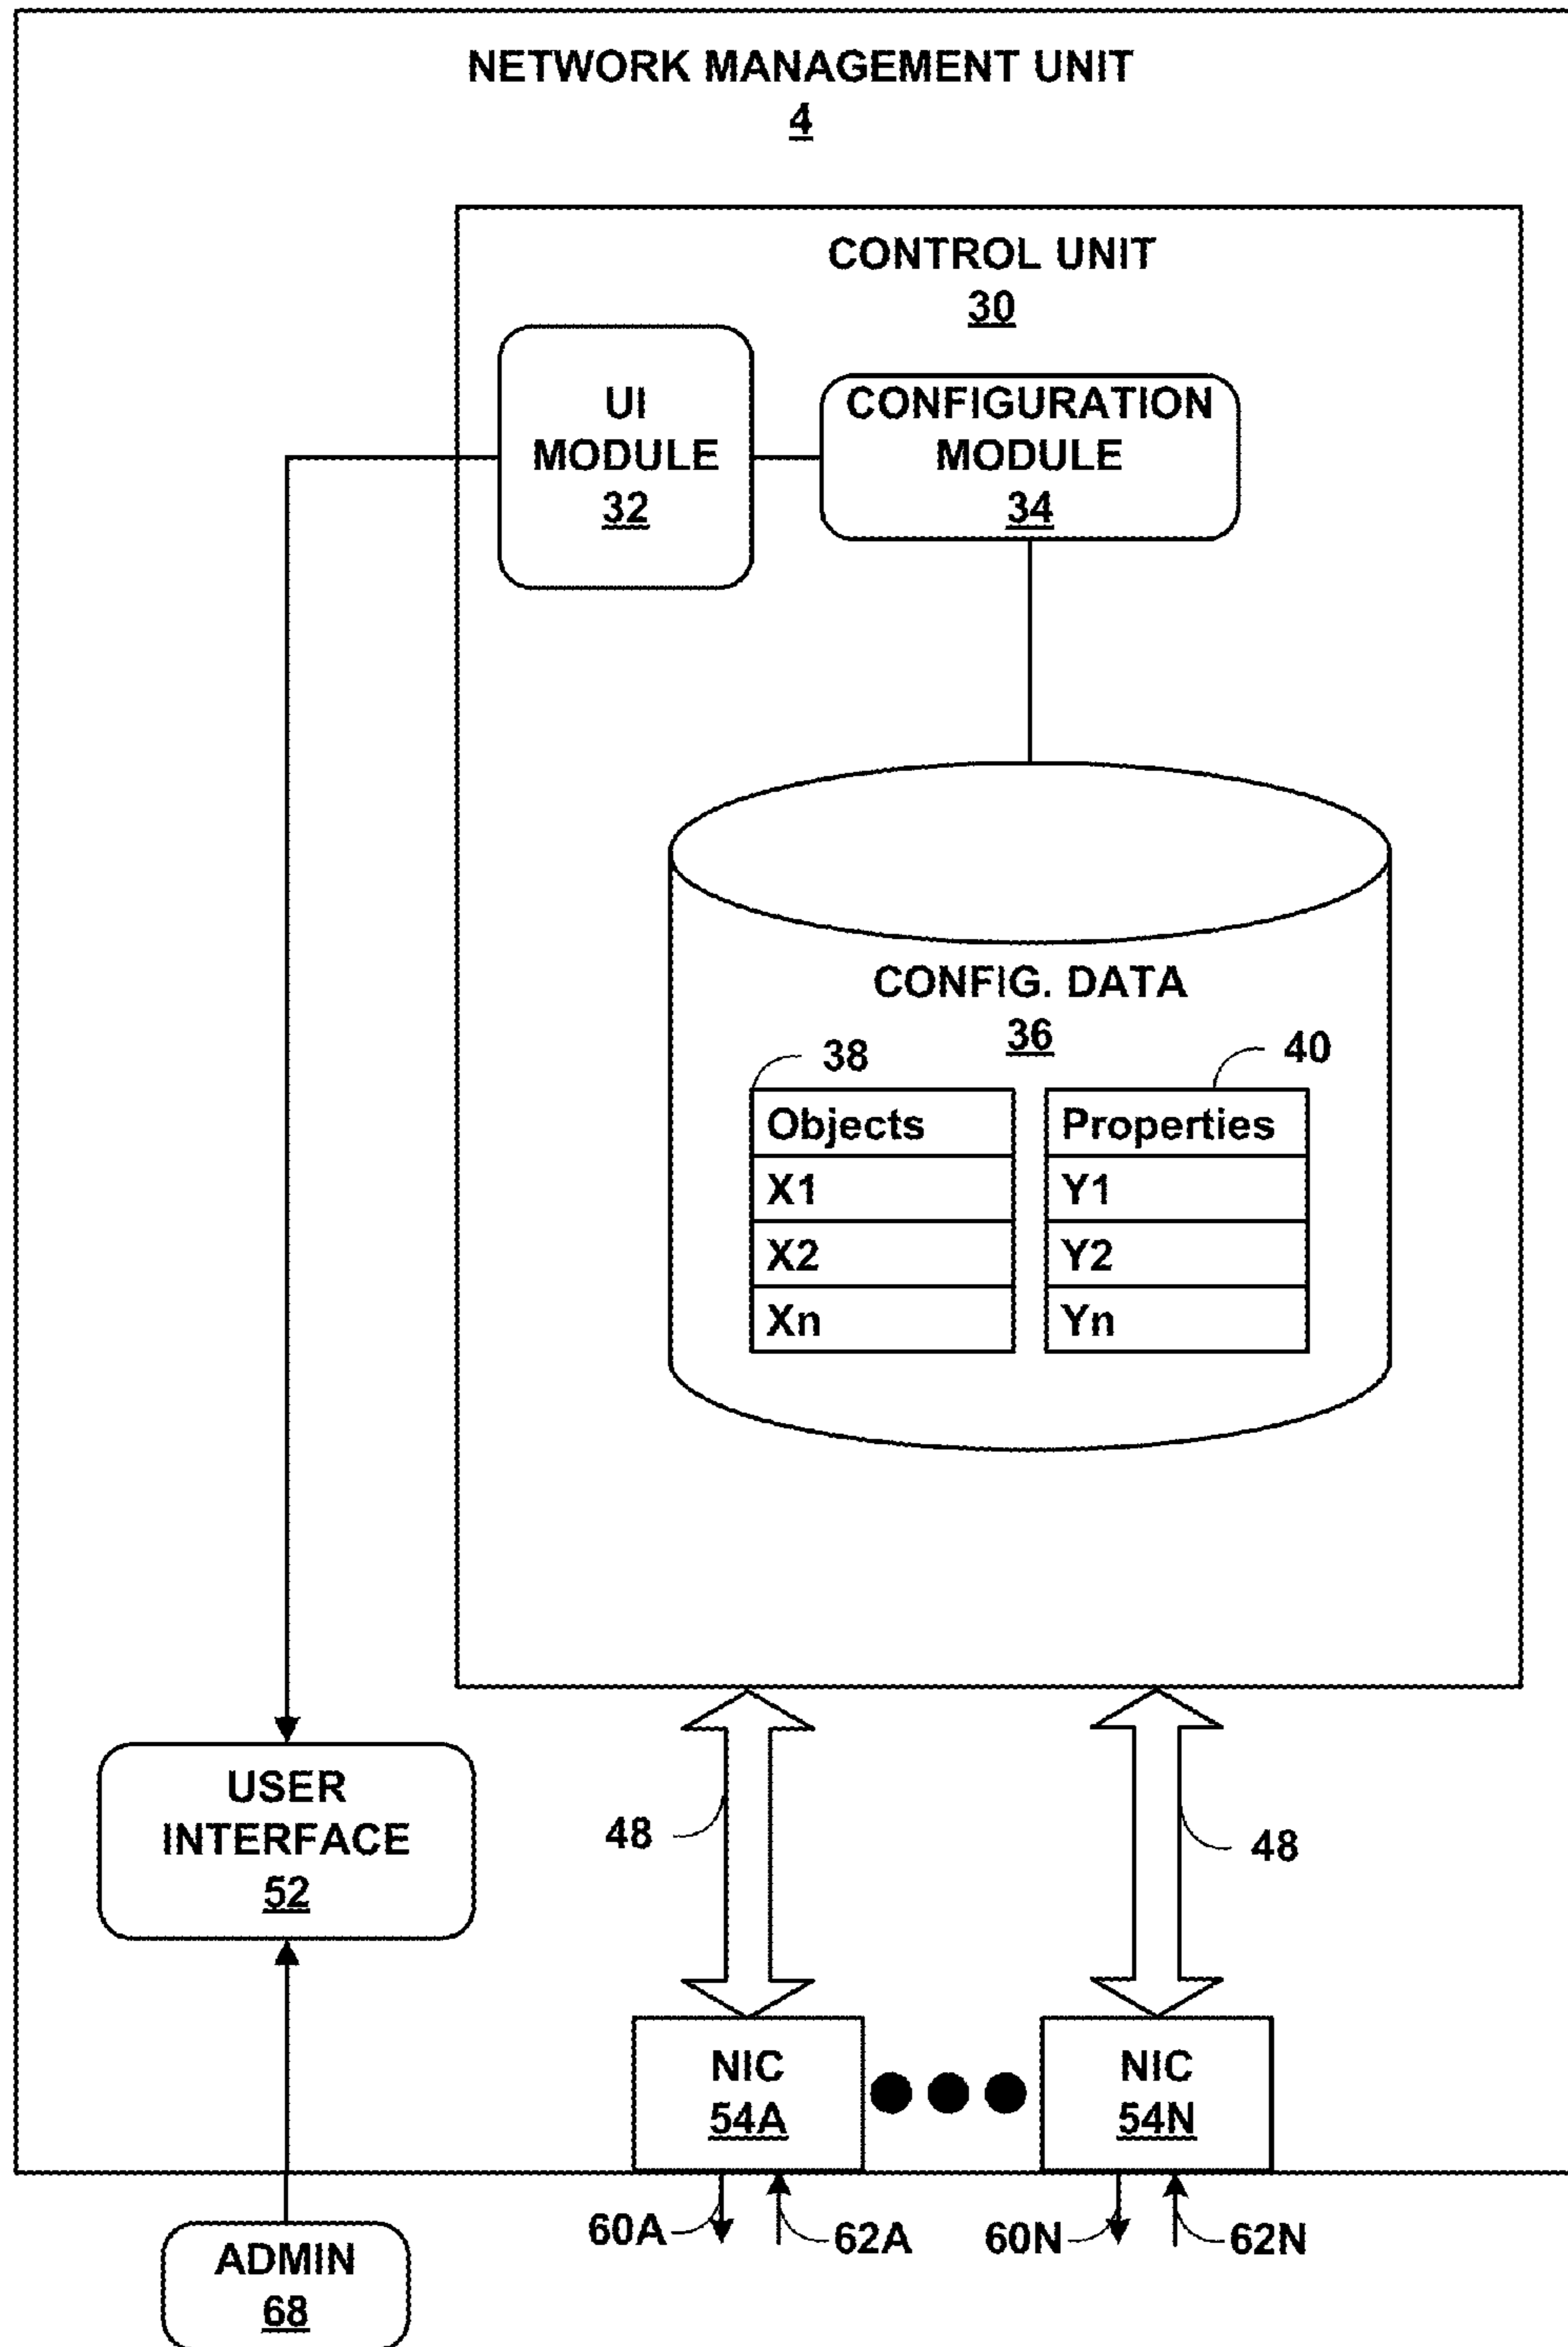 NETWORK MANAGEMENT UNIT
4
CONTROL UNIT
30
UI
MODULE
32
CONFIGURATION
MODULE
34
CONFIG. DATA
36
38
40
Objects
X1
X2
Xn
Properties
Y1
Y2
Yn
USER
INTERFACE
52
48
48
NIC
54A
NIC
54N
60A
62A
60N
62N
ADMIN
68